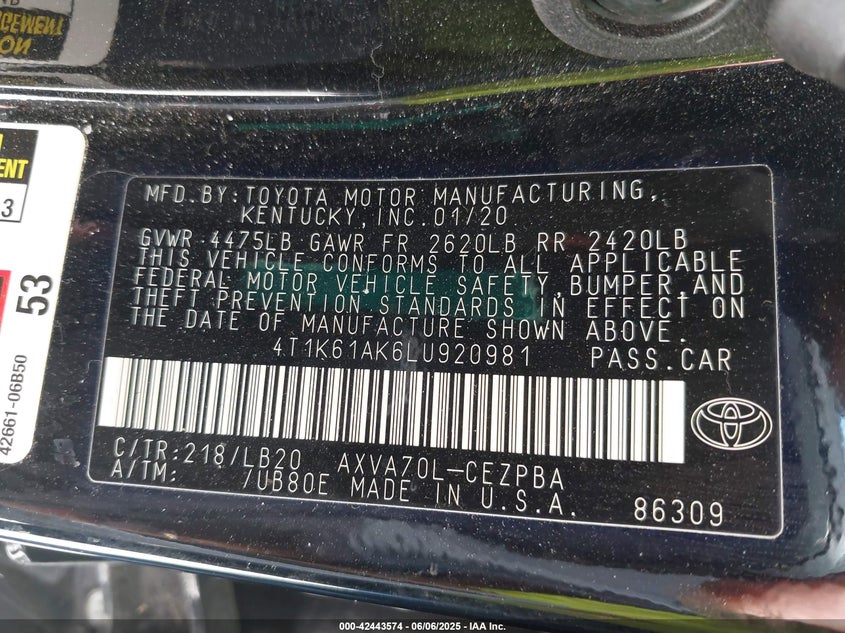 MFD.BY:TOYOTA MOTOR MANUFACTURING,
KENTUCKY,INC.01/20
GVWR 4475LB GAWR FR 2620LB RR 2420LB
THIS VEHICLE CONFORMS TO ALL APPLICABLE
FEDERAL MOTOR VEHICLE SAFETY,BUMPER,AND
THEFT PREVENTION STANDARDS IN EFFECT ON
THE DATE OF MANUFACTURE SHOWN ABOVE.
4T1K61AK6LU920981 PASS.CAR
C/TR:218/LB20 AXVA70L-CEZPBA
A/TM: /UB80E MADE IN U.S.A.
86309
53
42661-06B50
3
000-42443574 | 06/06/2025 - IAA Inc.